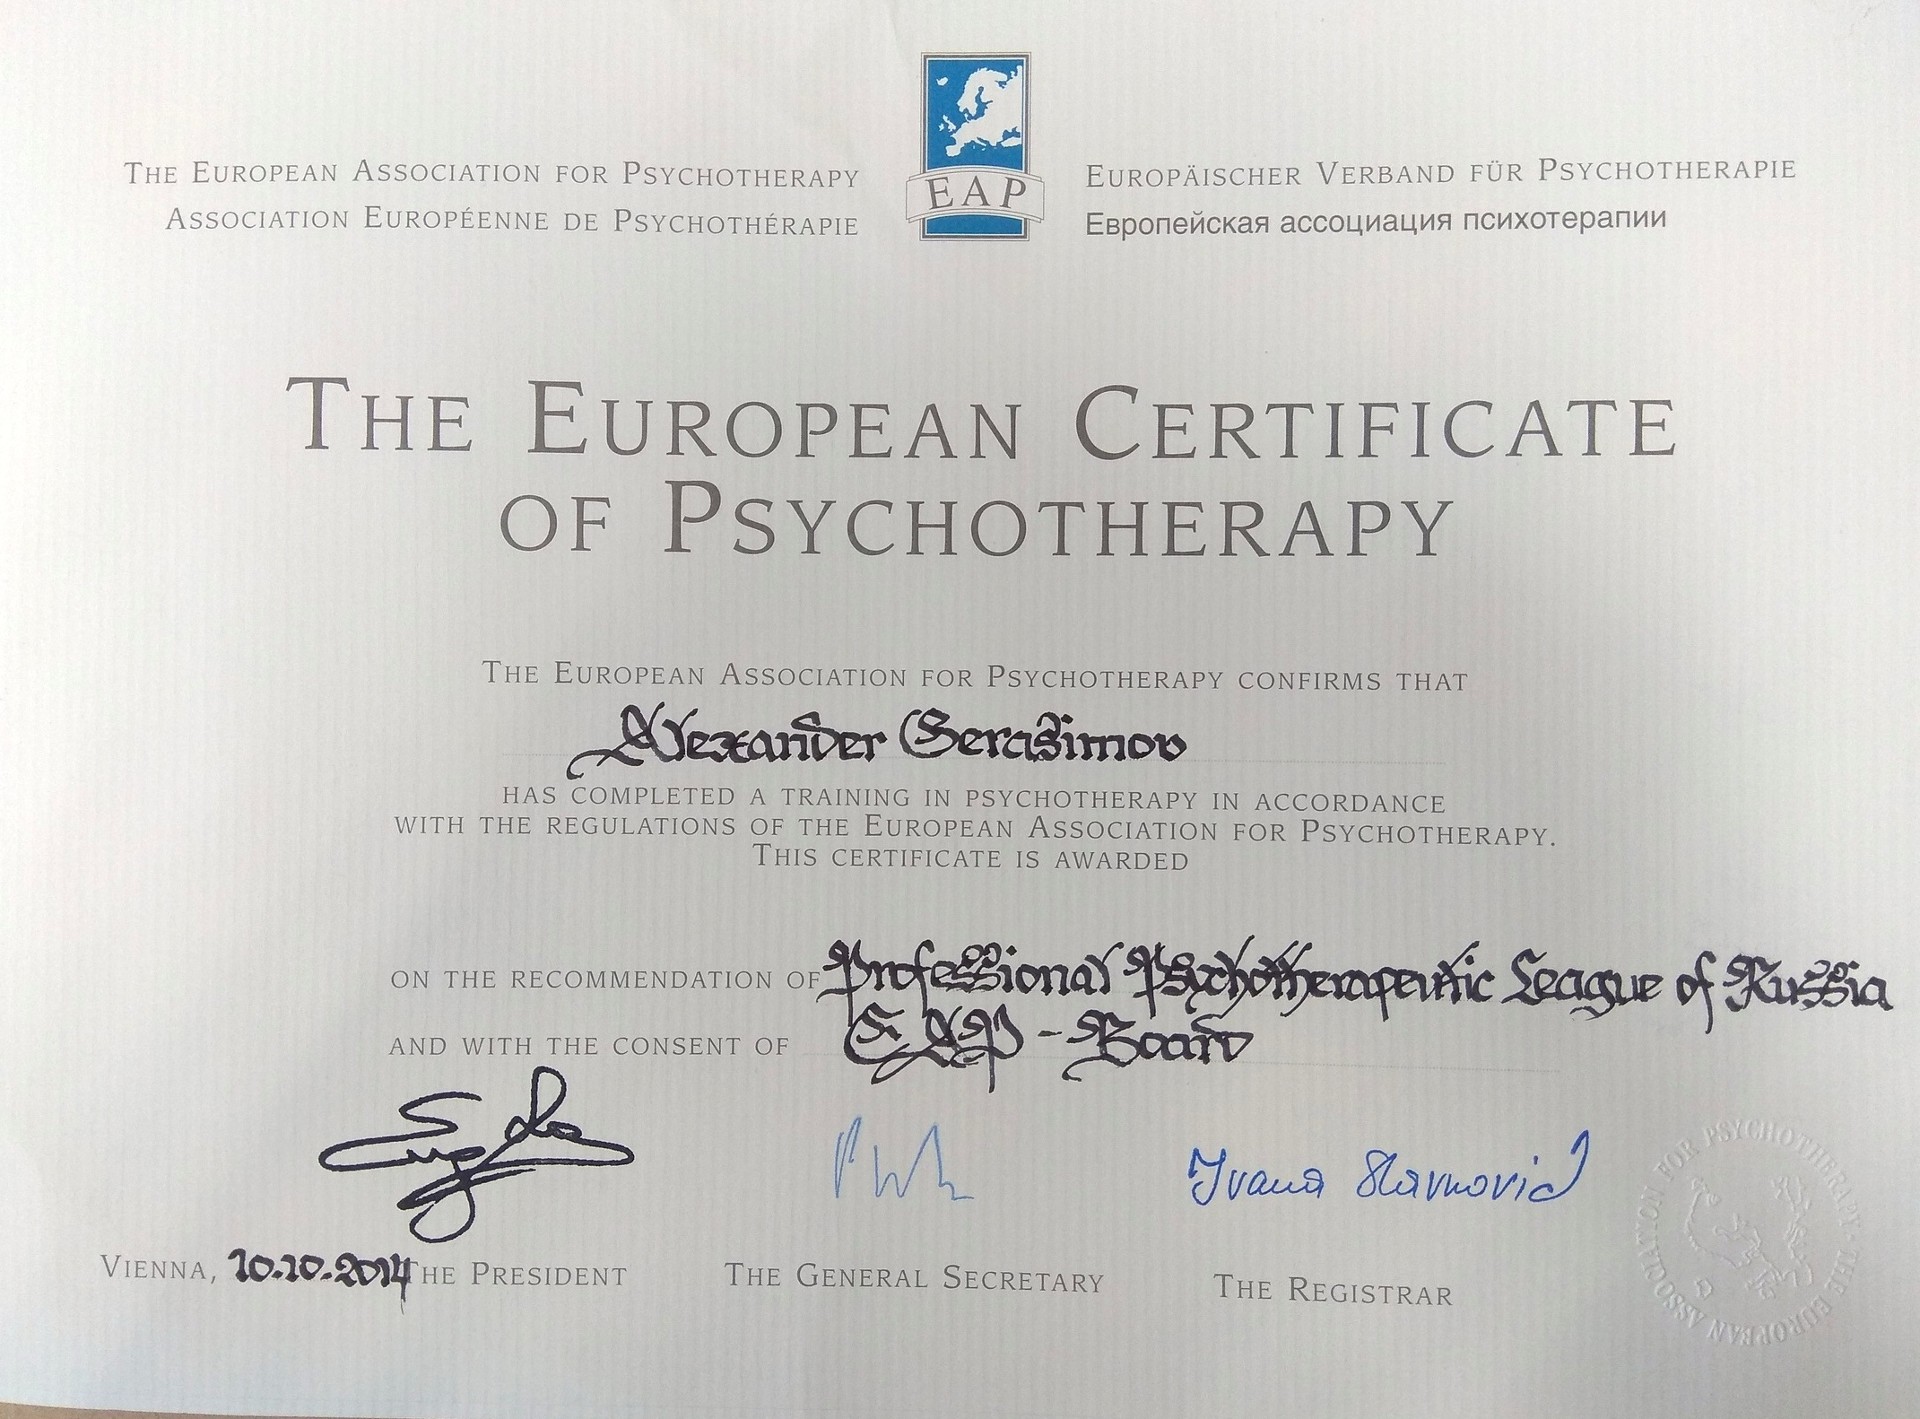 THE EUROPEAN ASSOCIATION FOR PSYCHOTHERAPY
ASSOCIATION EUROPÉENNE DE PSYCHOTHÉRAPIE
EAP
EUROPÄISCHER VERBAND FÜR PSYCHOTHERAPIE
Европейская ассоциация психотерапии
THE EUROPEAN CERTIFICATE
OF PSYCHOTHERAPY
THE EUROPEAN ASSOCIATION FOR PSYCHOTHERAPY CONFIRMS THAT
Alexander Gerasimov
HAS COMPLETED A TRAINING IN PSYCHOTHERAPY IN ACCORDANCE
WITH THE REGULATIONS OF THE EUROPEAN ASSOCIATION FOR PSYCHOTHERAPY.
THIS CERTIFICATE IS AWARDED
ON THE RECOMMENDATION OF Professional Psychotherapeutic League of Russia
AND WITH THE CONSENT OF EAP - Board
Ivana
VIENNA, 10.10.2014 THE PRESIDENT
THE GENERAL SECRETARY
THE REGISTRAR
THE EUROPEAN ASSOCIATION FOR PSYCHOTHERAPY